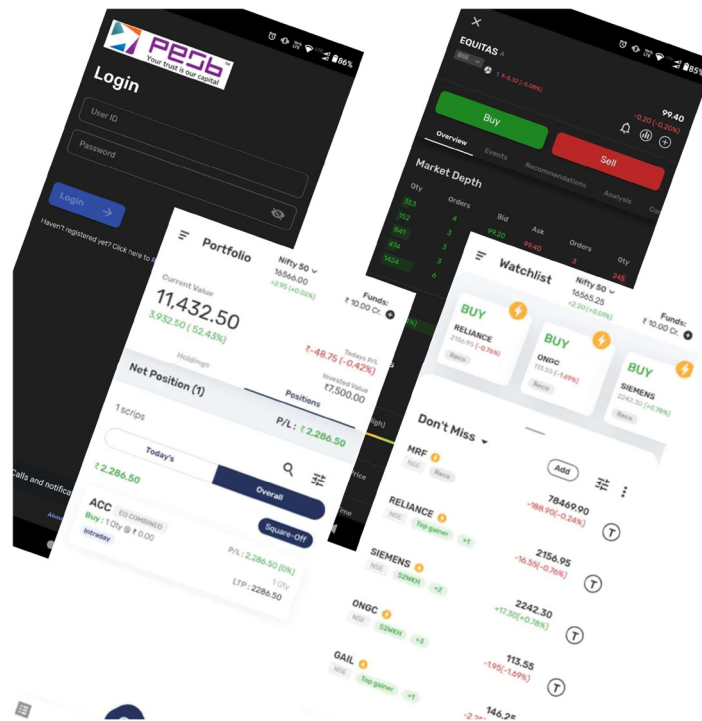 LTE
86%
PESB
Your trust is our capital
Login
User ID
Password
Login
Haven't registered yet? Click here to
Calls and notifica
Abou
LTE
85%
EQUITAS
BSE
99.40
-0.20 (-0.20%)
Buy
Sell
Overview
Events
Recommendations
Analysis
Market Depth
Qty
Orders
Bid
Ask
Orders
Qty
353
4
99.20
99.40
3
245
152
3
841
3
474
3
1424
6
Portfolio
Nifty 50
16566.00
+2.95 (+0.02%)
Funds:
₹ 10.00 Cr.
Current Value
11,432.50
3,932.50 ( 52.43%)
Todays P/L
₹-48.75 (-0.42%)
Invested Value
₹7,500.00
Holdings
Positions
Net Position (1)
P/L : ₹ 2,286.50
1 scrips
Today's
Overall
₹ 2,286.50
Square-Off
ACC
EQ COMBINED
Buy : 1 Qty @ ₹ 0.00
Intraday
P/L : 2,286.50 (0%)
1 Qty
LTP : 2286.50
Watchlist
Nifty 50
16565.25
+2.20 (+0.01%)
Funds:
₹ 10.00 Cr.
BUY
RELIANCE
2156.95 (-0.76%)
Reco
BUY
ONGC
113.55 (-1.69%)
Reco
BUY
SIEMENS
2242.30 (+0.78%)
Reco
Don't Miss
Add
MRF
NSE Reco
78469.90
-188.90(-0.24%)
T
RELIANCE
NSE Top gainer +1
2156.95
-16.55(-0.76%)
T
SIEMENS
NSE 52WKH +2
2242.30
+17.30(+0.78%)
T
ONGC
NSE 52WKH +3
113.55
-1.95(-1.69%)
T
GAIL
NSE Top gainer +1
146.25